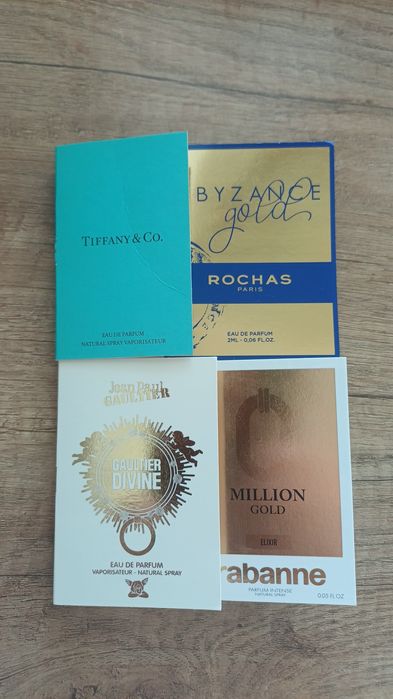 TIFFANY & CO.
EAU DE PARFUM
NATURAL SPRAY VAPORISATEUR
BYZANCE
gold
ROCHAS
PARIS
EAU DE PARFUM
2ML - 0,06 FL.OZ.
Jean Paul
GAULTIER
GAULTIER
DIVINE
EAU DE PARFUM
VAPORISATEUR - NATURAL SPRAY
MILLION
GOLD
ELIXIR
rabanne
PARFUM INTENSE
NATURAL SPRAY
0.05 FL OZ